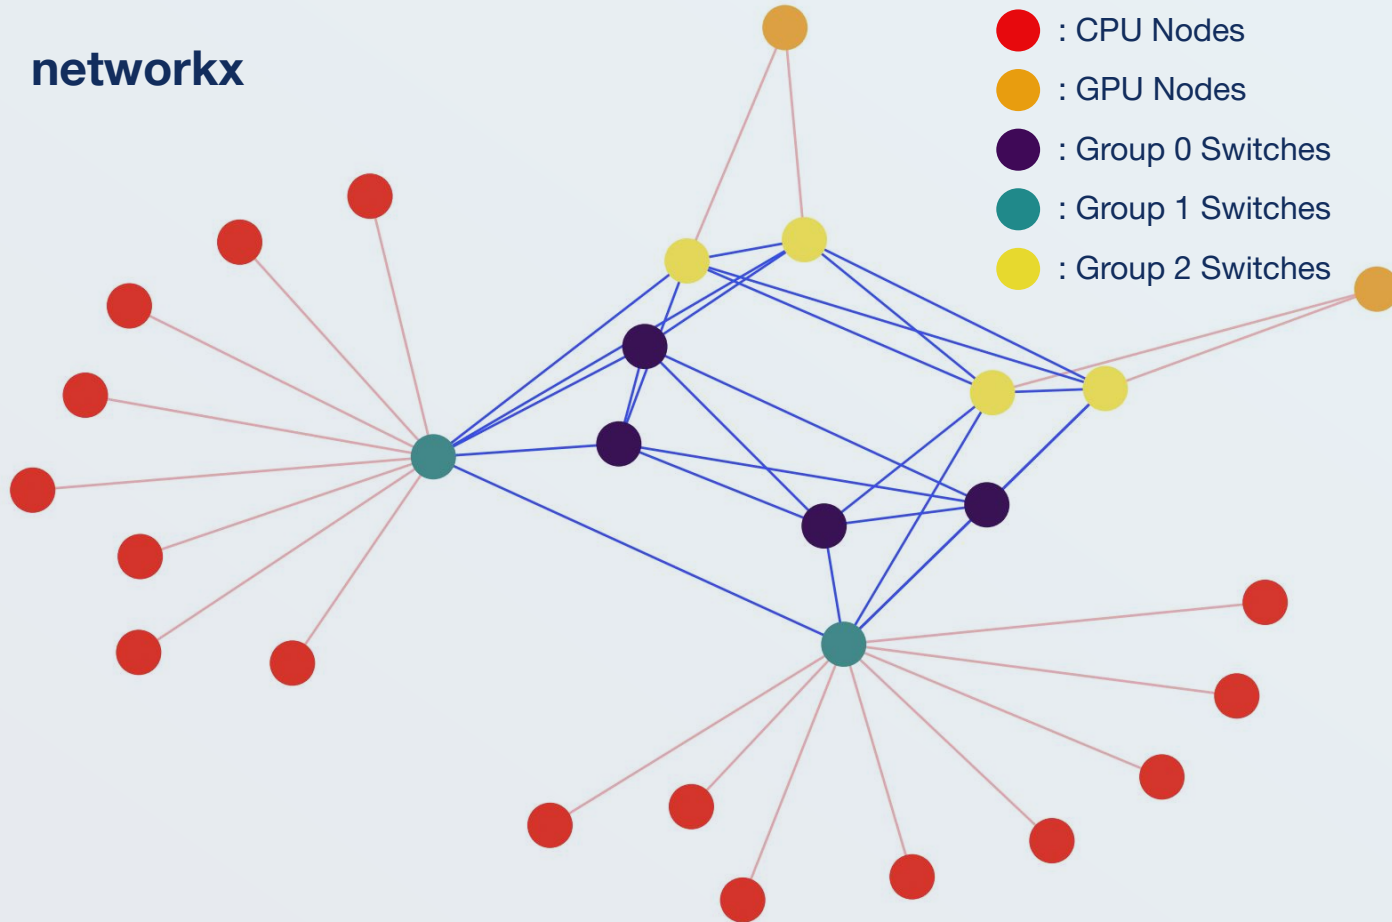 networkx
: CPU Nodes
: GPU Nodes
: Group 0 Switches
: Group 1 Switches
: Group 2 Switches